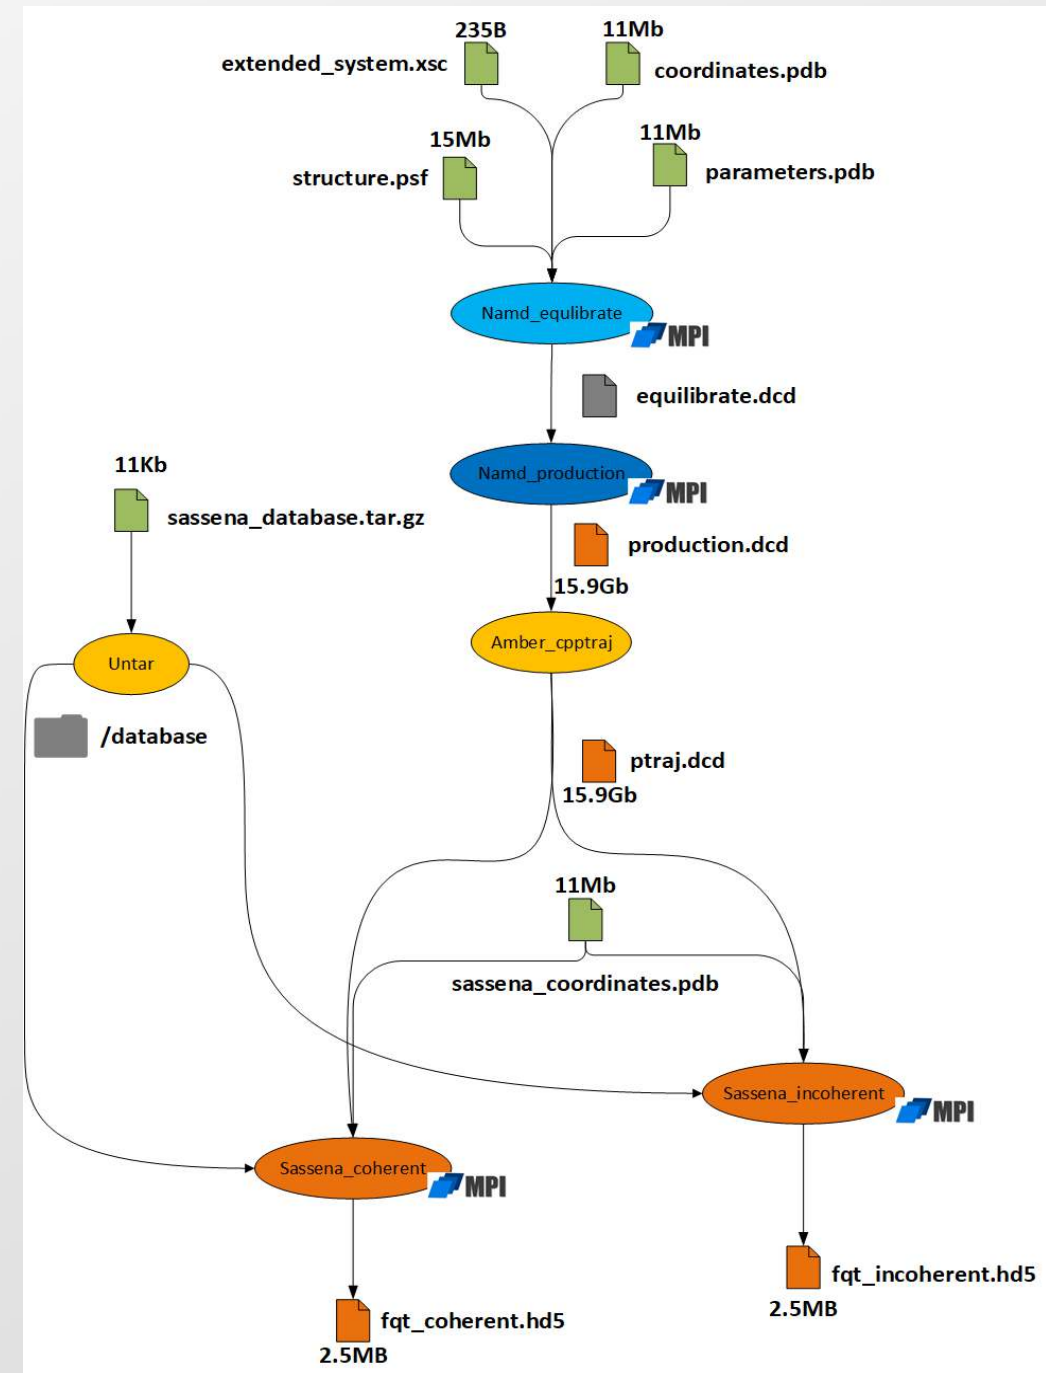 235B
11Mb
extended_system.xsc
coordinates.pdb
15Mb
11Mb
structure.psf
parameters.pdb
Namd_equlibrate
MPI
equilibrate.dcd
11Kb
Namd_production
MPI
sassena_database.tar.gz
production.dcd
15.9Gb
Amber_cpptraj
Untar
/database
ptraj.dcd
15.9Gb
11Mb
sassena_coordinates.pdb
Sassena_incoherent
MPI
Sassena_coherent
MPI
fqt_incoherent.hd5
2.5MB
fqt_coherent.hd5
2.5MB